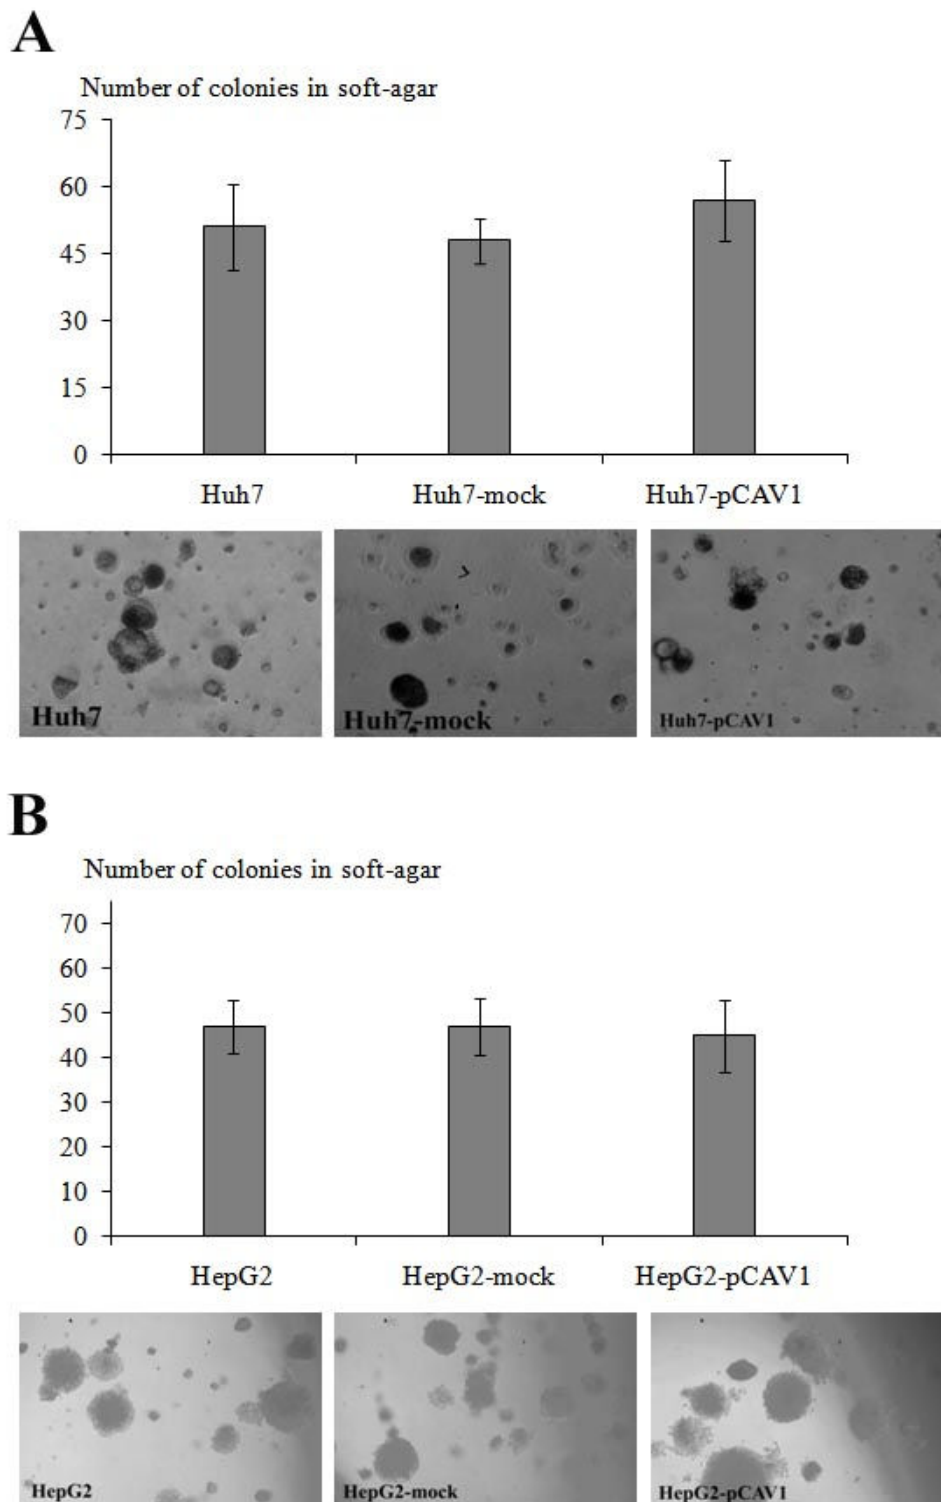 A
Number of colonies in soft-agar
75
60
45
30
15
0
Huh7 Huh7-mock Huh7-pCAV1
Huh7 Huh7-mock Huh7-pCAV1
B
Number of colonies in soft-agar
70
60
50
40
30
20
10
0
HepG2 HepG2-mock HepG2-pCAV1
HepG2 HepG2-mock HepG2-pCAV1